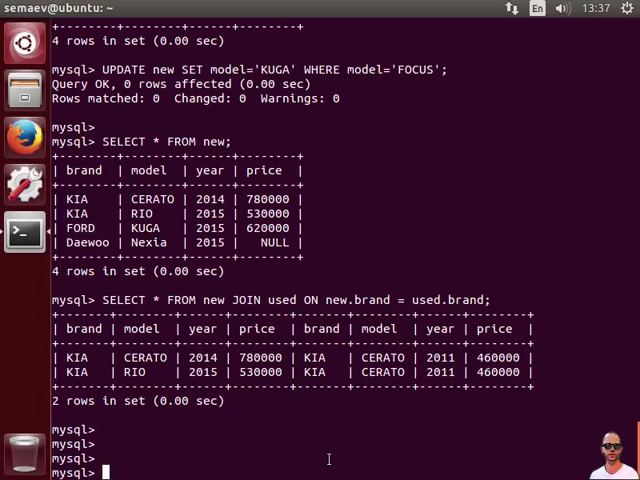 semaev@ubuntu: ~ En 13:37
+--------+--------+------+--------+
4 rows in set (0.00 sec)
mysql> UPDATE new SET model='KUGA' WHERE model='FOCUS';
Query OK, 0 rows affected (0.00 sec)
Rows matched: 0  Changed: 0  Warnings: 0
mysql>
mysql> SELECT * FROM new;
+--------+--------+------+--------+
| brand  | model  | year | price  |
+--------+--------+------+--------+
| KIA    | CERATO | 2014 | 780000 |
| KIA    | RIO    | 2015 | 530000 |
| FORD   | KUGA   | 2015 | 620000 |
| Daewoo | Nexia  | 2015 |   NULL |
+--------+--------+------+--------+
4 rows in set (0.00 sec)
mysql> SELECT * FROM new JOIN used ON new.brand = used.brand;
+-------+--------+------+--------+-------+--------+------+--------+
| brand | model  | year | price  | brand | model  | year | price  |
+-------+--------+------+--------+-------+--------+------+--------+
| KIA   | CERATO | 2014 | 780000 | KIA   | CERATO | 2011 | 460000 |
| KIA   | RIO    | 2015 | 530000 | KIA   | CERATO | 2011 | 460000 |
+-------+--------+------+--------+-------+--------+------+--------+
2 rows in set (0.00 sec)
mysql>
mysql>
mysql>
mysql>